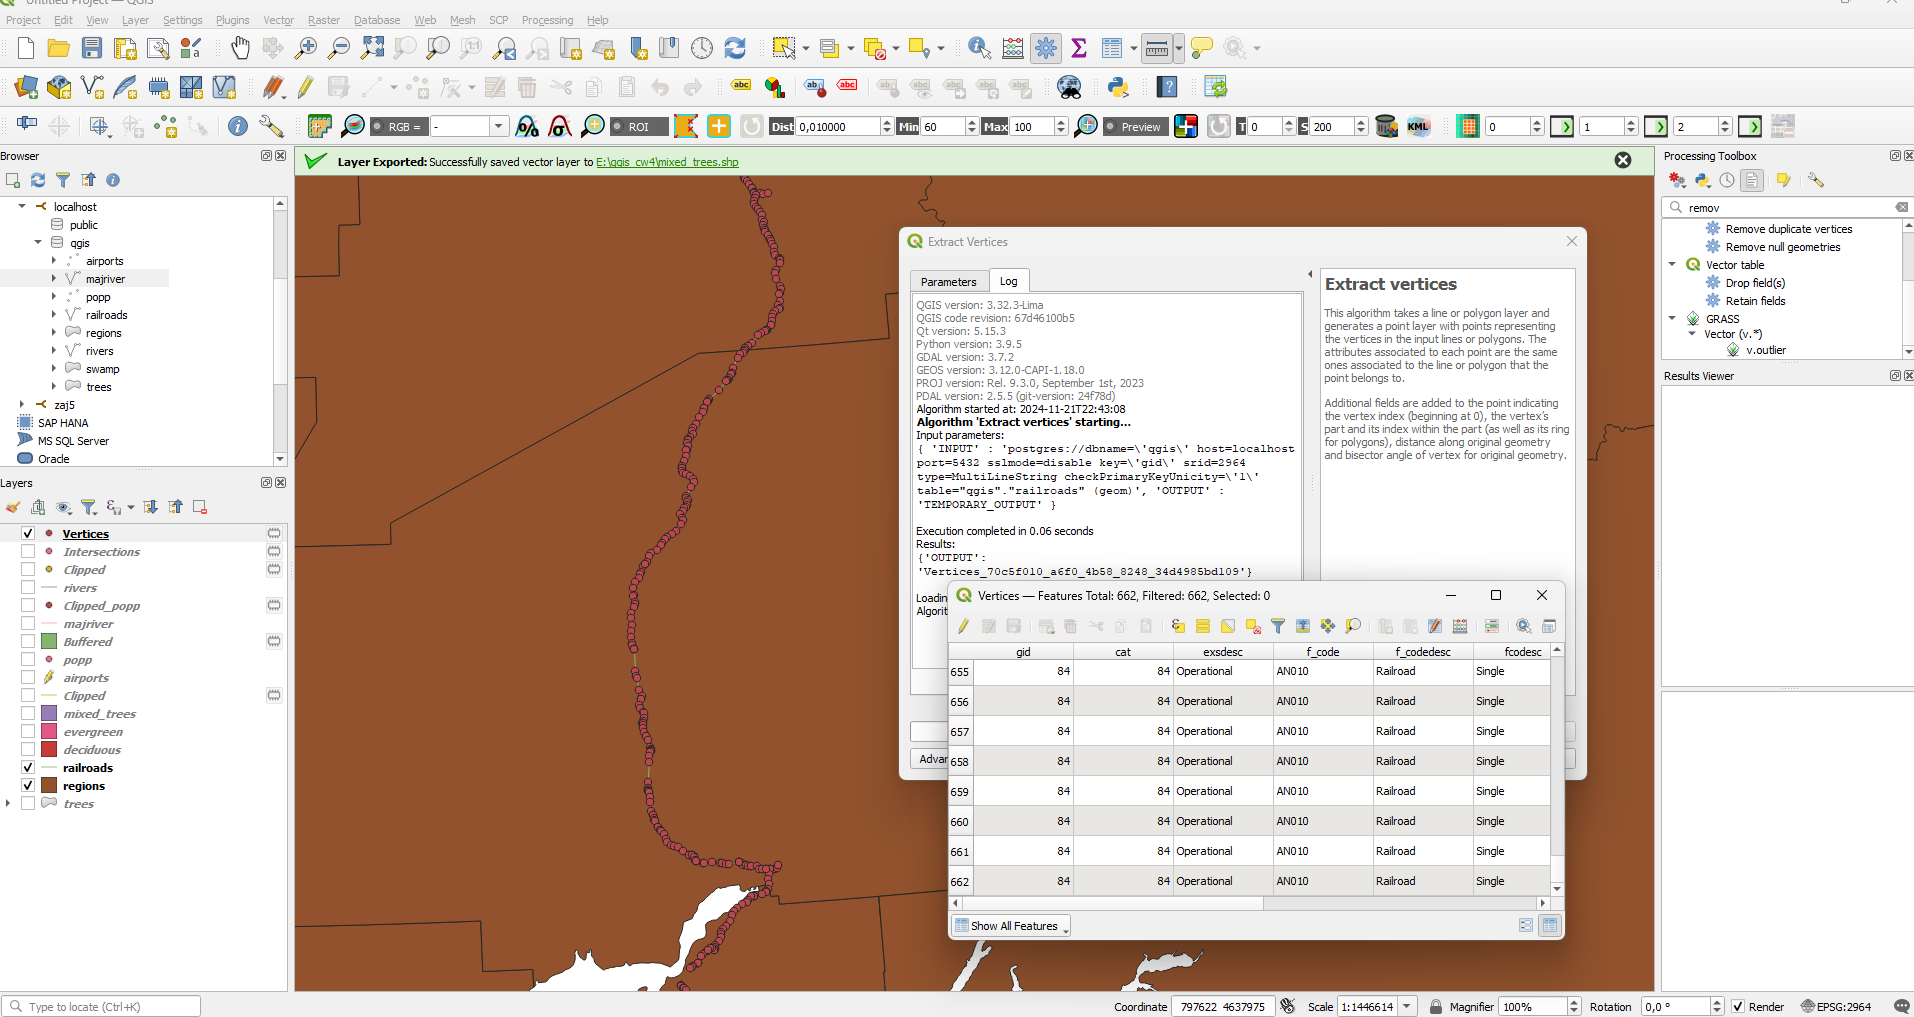 Untitled Project — QGIS
Project Edit View Layer Settings Plugins Vector Raster Database Web Mesh SCP Processing Help
RGB = - ROI Dist 0,010000 Min 60 Max 100 Preview T 0 S 200 KML 0 1 2
Browser
localhost
public
qgis
airports
majriver
popp
railroads
regions
rivers
swamp
trees
zaj5
SAP HANA
MS SQL Server
Oracle
Layers
Vertices
Intersections
Clipped
rivers
Clipped_popp
majriver
Buffered
popp
airports
Clipped
mixed_trees
evergreen
deciduous
railroads
regions
trees
Layer Exported: Successfully saved vector layer to E:\qgis_cw4\mixed_trees.shp
Extract Vertices
Parameters Log
QGIS version: 3.32.3-Lima
QGIS code revision: 67d46100b5
Qt version: 5.15.3
Python version: 3.9.5
GDAL version: 3.7.2
GEOS version: 3.12.0-CAPI-1.18.0
PROJ version: Rel. 9.3.0, September 1st, 2023
PDAL version: 2.5.5 (git-version: 24f78d)
Algorithm started at: 2024-11-21T22:43:08
Algorithm 'Extract vertices' starting…
Input parameters:
{ 'INPUT' : 'postgres://dbname=\'qgis\' host=localhost
port=5432 sslmode=disable key=\'gid\' srid=2964
type=MultiLineString checkPrimaryKeyUnicity=\'1\'
table="qgis"."railroads" (geom)', 'OUTPUT' :
'TEMPORARY_OUTPUT' }
Execution completed in 0.06 seconds
Results:
{'OUTPUT':
'Vertices_70c5f010_a6f0_4b58_8248_34d4985bd109'}
Loadin
Algorit
Advan
Extract vertices
This algorithm takes a line or polygon layer and
generates a point layer with points representing
the vertices in the input lines or polygons. The
attributes associated to each point are the same
ones associated to the line or polygon that the
point belongs to.
Additional fields are added to the point indicating
the vertex index (beginning at 0), the vertex's
part and its index within the part (as well as its ring
for polygons), distance along original geometry
and bisector angle of vertex for original geometry.
Vertices — Features Total: 662, Filtered: 662, Selected: 0
gid cat exsdesc f_code f_codedesc fcodesc
655 84 84 Operational AN010 Railroad Single
656 84 84 Operational AN010 Railroad Single
657 84 84 Operational AN010 Railroad Single
658 84 84 Operational AN010 Railroad Single
659 84 84 Operational AN010 Railroad Single
660 84 84 Operational AN010 Railroad Single
661 84 84 Operational AN010 Railroad Single
662 84 84 Operational AN010 Railroad Single
Show All Features
Processing Toolbox
remov
Remove duplicate vertices
Remove null geometries
Vector table
Drop field(s)
Retain fields
GRASS
Vector (v.*)
v.outlier
Results Viewer
Type to locate (Ctrl+K)
Coordinate 797622 4637975 Scale 1:1446614 Magnifier 100% Rotation 0,0 ° Render EPSG:2964